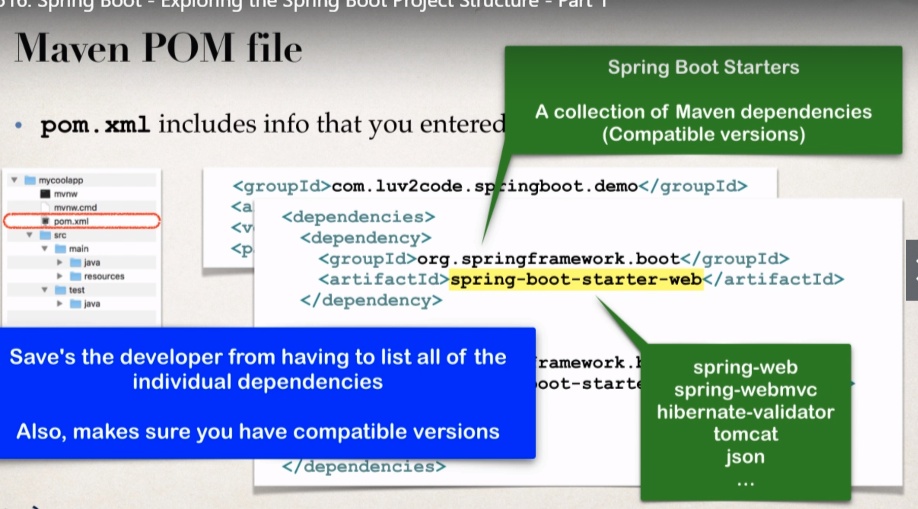 516: Spring Boot - Exploring the Spring Boot Project Structure - Part 1
Maven POM file
Spring Boot Starters
A collection of Maven dependencies
(Compatible versions)
• pom.xml includes info that you entered
mycoolapp
mvnw
mvnw.cmd
pom.xml
src
main
java
resources
test
java
<groupId>com.luv2code.springboot.demo</groupId>
<a
<v
<p
<dependencies>
<dependency>
<groupId>org.springframework.boot</groupId>
<artifactId>spring-boot-starter-web</artifactId>
</dependency>
Save's the developer from having to list all of the
individual dependencies
Also, makes sure you have compatible versions
</dependencies>
spring-web
spring-webmvc
hibernate-validator
tomcat
json
...